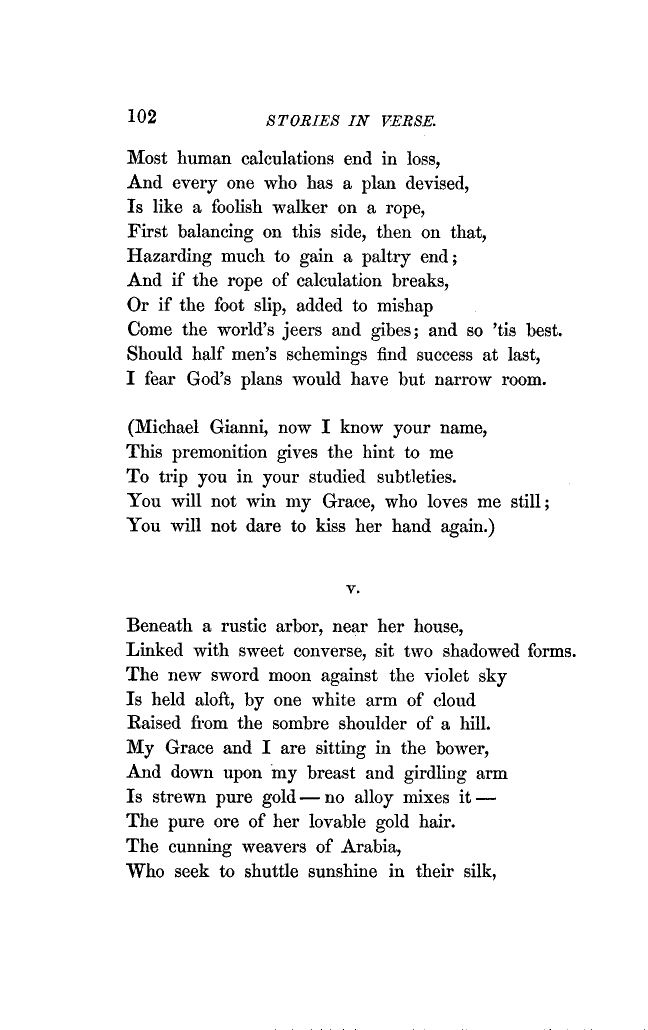 102 STORIES IN VERSE.
Most human calculations end in loss,
And every one who has a plan devised,
Is like a foolish walker on a rope,
First balancing on this side, then on that,
Hazarding much to gain a paltry end;
And if the rope of calculation breaks,
Or if the foot slip, added to mishap
Come the world's jeers and gibes; and so 'tis best.
Should half men's schemings find success at last,
I fear God's plans would have but narrow room.
(Michael Gianni, now I know your name,
This premonition gives the hint to me
To trip you in your studied subtleties.
You will not win my Grace, who loves me still;
You will not dare to kiss her hand again.)
V.
Beneath a rustic arbor, near her house,
Linked with sweet converse, sit two shadowed forms.
The new sword moon against the violet sky
Is held aloft, by one white arm of cloud
Raised from the sombre shoulder of a hill.
My Grace and I are sitting in the bower,
And down upon my breast and girdling arm
Is strewn pure gold — no alloy mixes it —
The pure ore of her lovable gold hair.
The cunning weavers of Arabia,
Who seek to shuttle sunshine in their silk,